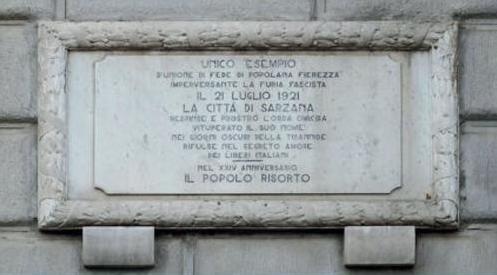 UNICO ESEMPIO
D'UNIONE DI FEDE DI POPOLANA FIEREZZA
IMPERVERSANTE LA FURIA FASCISTA
IL 21 LUGLIO 1921
LA CITTÀ DI SARZANA
RESPINSE E PROSTRÒ L'ORDA OMICIDA
VITUPERATO IL SUO NOME
NEI GIORNI OSCURI DELLA TIRANNIDE
RIFULSE NEL SEGRETO AMORE
DEI LIBERI ITALIANI
NEL XXIV ANNIVERSARIO
IL POPOLO RISORTO